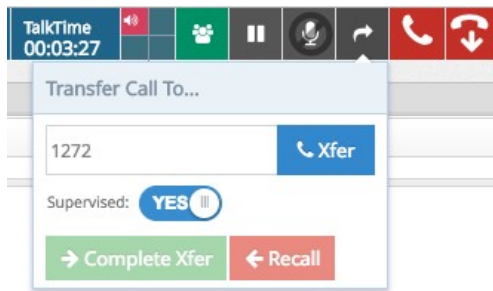 TalkTime
00:03:27
Transfer Call To...
1272
Xfer
Supervised: YES
Complete Xfer
Recall